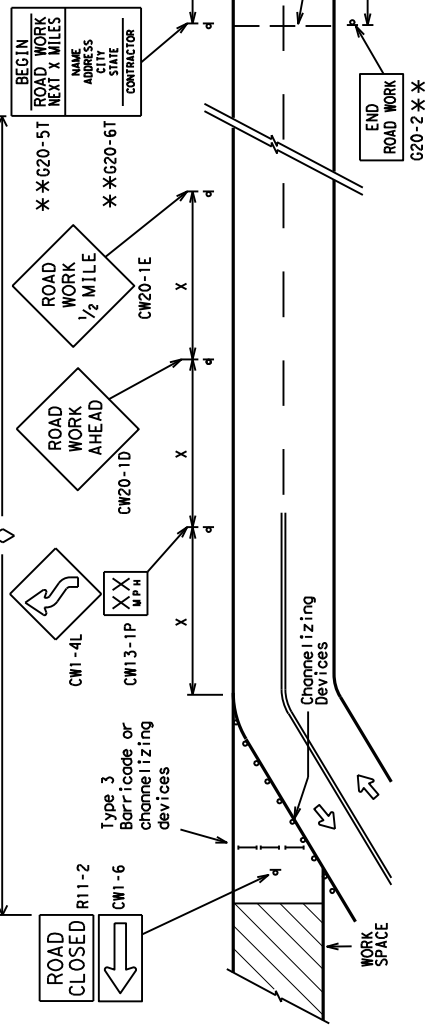 BEGIN
ROAD WORK
NEXT X MILES
NAME
ADDRESS
CITY
STATE
CONTRACTOR
* * G20-5T
* * G20-6T
END
ROAD WORK
G20-2 * *
ROAD
WORK
1/2 MILE
CW20-1E
X
ROAD
WORK
AHEAD
CW20-1D
X
CW1-4L
XX
MPH
CW13-1P
X
Channelizing
Devices
Type 3
Barricade or
channelizing
devices
ROAD
CLOSED
R11-2
CW1-6
WORK
SPACE